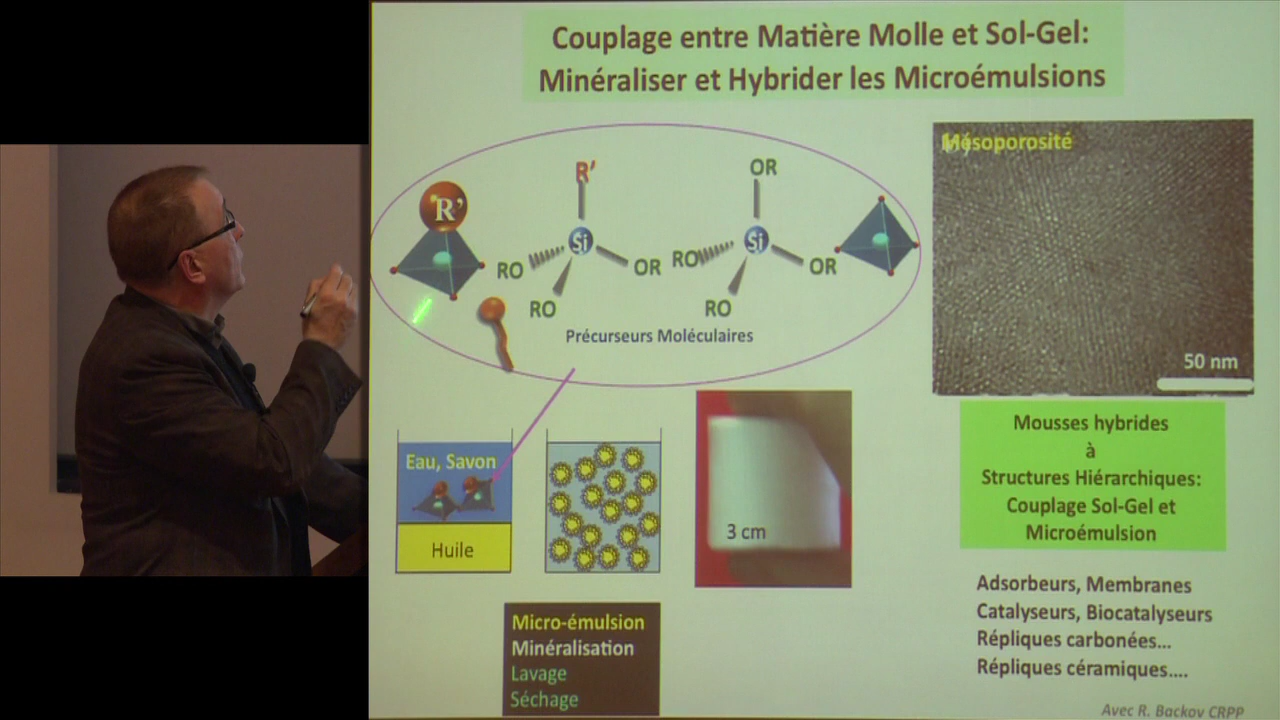 Couplage entre Matière Molle et Sol-Gel:
Minéraliser et Hybrider les Microémulsions
R'
R'
Si
RO
OR
RO
OR
Si
RO
OR
RO
Précurseurs Moléculaires
Mésoporosité
50 nm
Eau, Savon
Huile
3 cm
Mousses hybrides
à
Structures Hiérarchiques:
Couplage Sol-Gel et
Microémulsion
Micro-émulsion
Minéralisation
Lavage
Séchage
Adsorbeurs, Membranes
Catalyseurs, Biocatalyseurs
Répliques carbonées...
Répliques céramiques....
Avec R. Backov CRPP